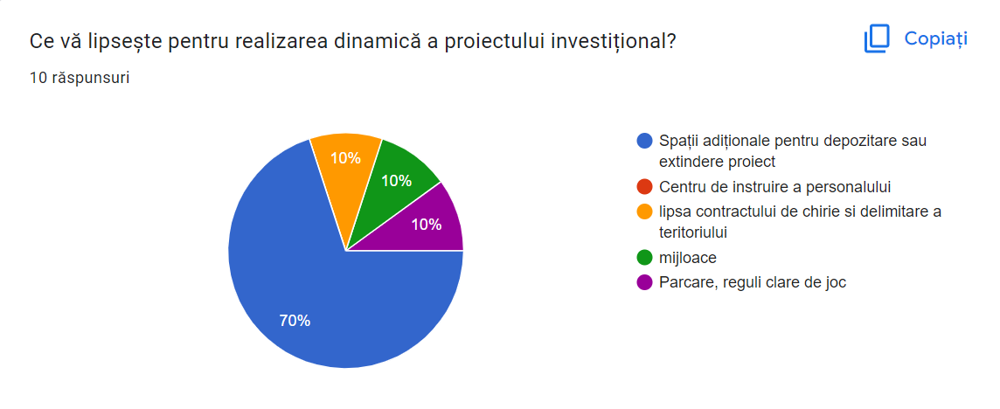 Ce vă lipsește pentru realizarea dinamică a proiectului investițional?
Copiați
10 răspunsuri
10%
10%
10%
70%
Spații adiționale pentru depozitare sau
extindere proiect
Centru de instruire a personalului
lipsa contractului de chirie si delimitare a
teritoriului
mijloace
Parcare, reguli clare de joc